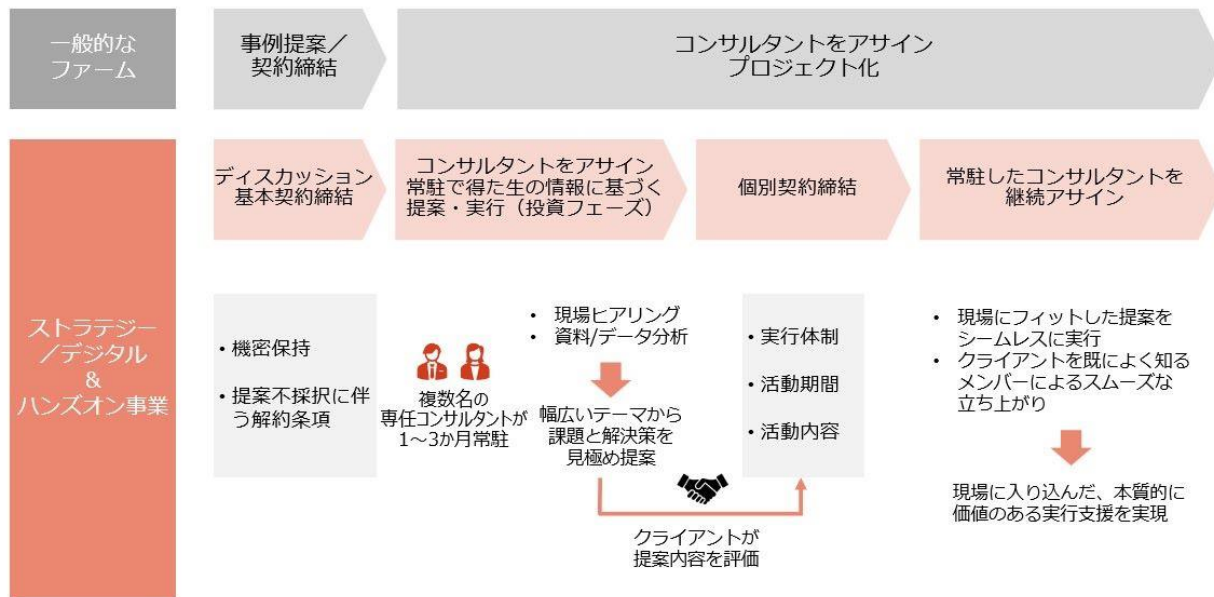 一般的な
ファーム
事例提案／
契約締結
コンサルタントをアサイン
プロジェクト化
ストラテジー
／デジタル
&
ハンズオン事業
ディスカッション
基本契約締結
コンサルタントをアサイン
常駐で得た生の情報に基づく
提案・実行（投資フェーズ）
個別契約締結
常駐したコンサルタントを
継続アサイン
・機密保持
・提案不採択に伴
う解約条項
複数名の
専任コンサルタントが
1～3か月常駐
• 現場ヒアリング
• 資料/データ分析
幅広いテーマから
課題と解決策を
見極め提案
クライアントが
提案内容を評価
・実行体制
・活動期間
・活動内容
• 現場にフィットした提案を
シームレスに実行
• クライアントを既によく知る
メンバーによるスムーズな
立ち上がり
現場に入り込んだ、本質的に
価値のある実行支援を実現